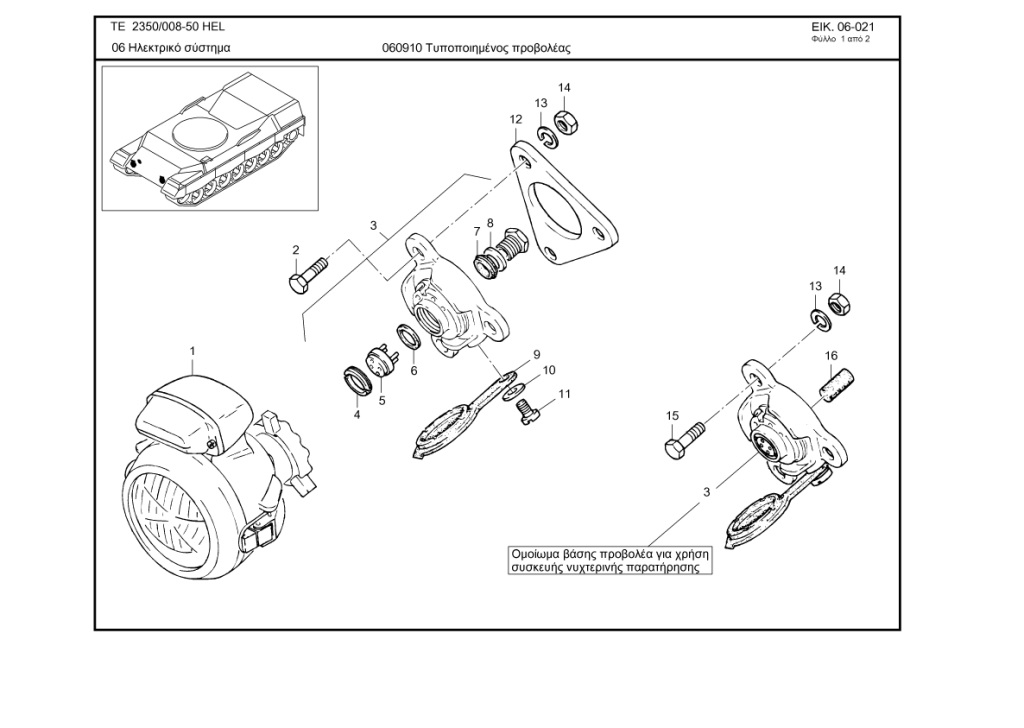 TE 2350/008-50 HEL
ΕΙΚ. 06-021
Φύλλο 1 από 2
06 Ηλεκτρικό σύστημα
060910 Τυποποιημένος προβολέας
14
13
12
3
8
7
2
14
13
1
6
9
16
10
5
11
4
15
3
Ομοίωμα βάσης προβολέα για χρήση
συσκευής νυχτερινής παρατήρησης